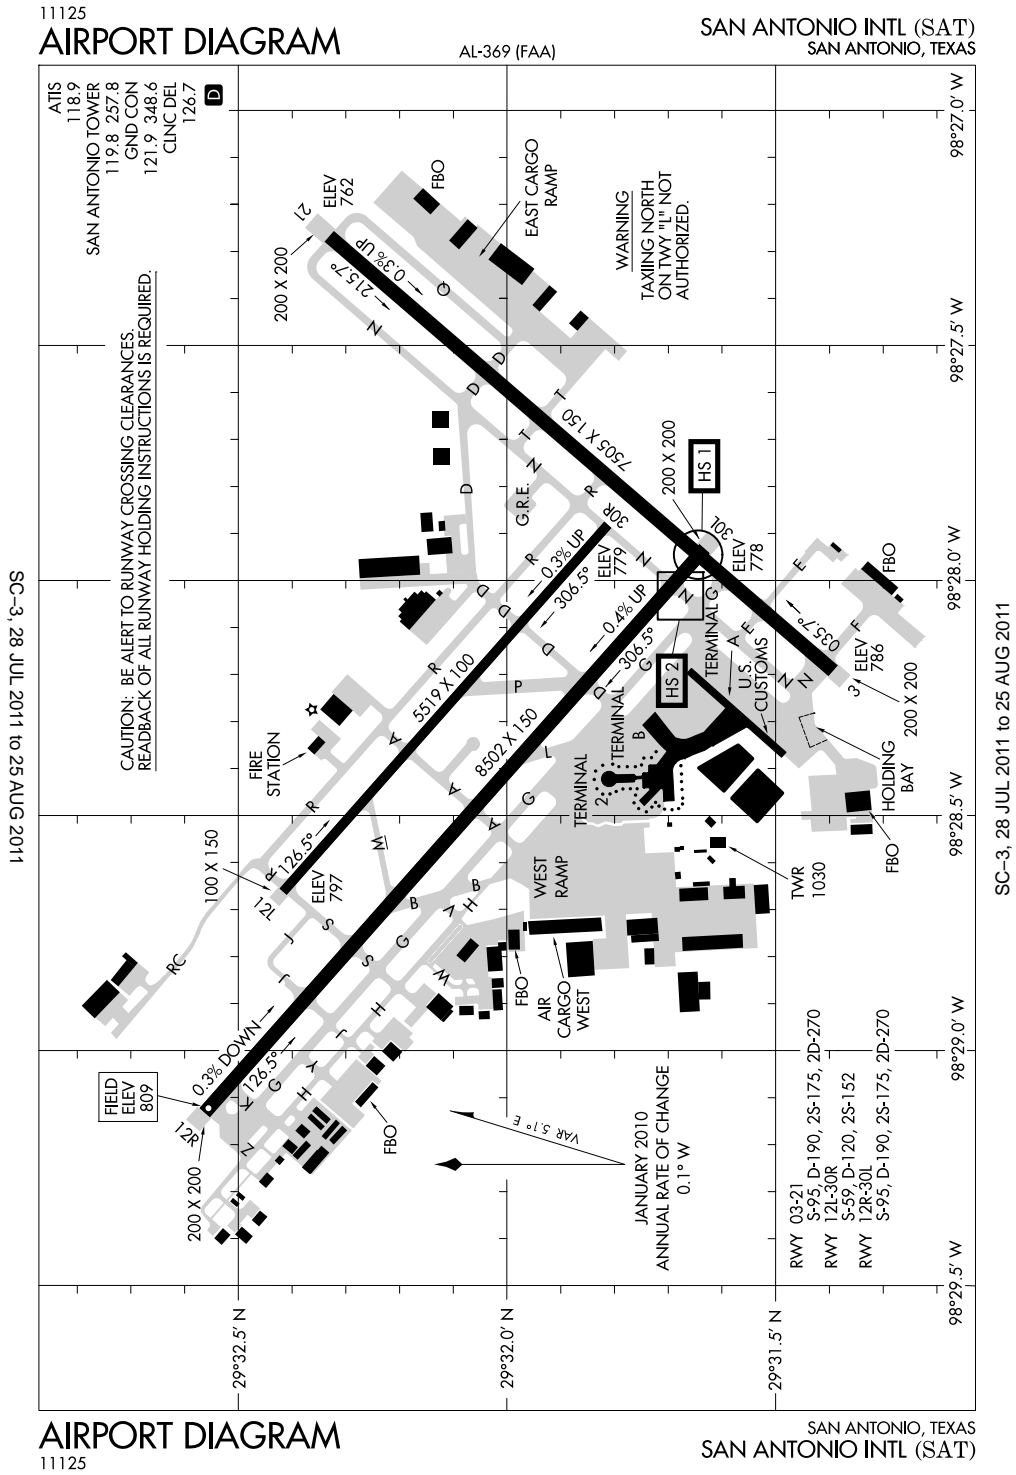 11125
AIRPORT DIAGRAM
AL-369 (FAA)
SAN ANTONIO INTL (SAT)
SAN ANTONIO, TEXAS
ATIS
118.9
SAN ANTONIO TOWER
119.8 257.8
GND CON
121.9 348.6
CLNC DEL
126.7
D
CAUTION: BE ALERT TO RUNWAY CROSSING CLEARANCES.
READBACK OF ALL RUNWAY HOLDING INSTRUCTIONS IS REQUIRED.
WARNING
TAXIING NORTH
ON TWY "L" NOT
AUTHORIZED.
21
ELEV
762
200 X 200
215.7°
0.3% UP
FBO
EAST CARGO
RAMP
Q
N
D
D
T
T
7505 X 150
N
R
G.R.E.
D
30R
ELEV
779
0.3% UP
306.5°
R
D
D
D
200 X 200
HS 1
30L
ELEV
778
N
N
0.4% UP
306.5°
G
D
HS 2
TERMINAL
G
E
E
A
U.S.
CUSTOMS
035.7°
F
FBO
N
N
ELEV
786
3
200 X 200
HOLDING
BAY
FBO
TERMINAL
B
TERMINAL
2
P
L
G
5519 X 100
8502 X 150
R
A
A
A
M
FIRE
STATION
R
R
126.5°
100 X 150
12L
ELEV
797
B
B
H
V
G
S
S
J
J
J
H
W
RC
WEST
RAMP
TWR
1030
FBO
AIR
CARGO
WEST
FIELD
ELEV
809
0.3% DOWN
126.5°
K
G
Y
H
Z
12R
200 X 200
FBO
VAR 5.1° E
JANUARY 2010
ANNUAL RATE OF CHANGE
0.1° W
RWY 03-21
S-95, D-190, 2S-175, 2D-270
RWY 12L-30R
S-59, D-120, 2S-152
RWY 12R-30L
S-95, D-190, 2S-175, 2D-270
98°27.0' W
98°27.5' W
98°28.0' W
98°28.5' W
98°29.0' W
98°29.5' W
29°32.5' N
29°32.0' N
29°31.5' N
SC-3, 28 JUL 2011 to 25 AUG 2011
SC-3, 28 JUL 2011 to 25 AUG 2011
AIRPORT DIAGRAM
11125
SAN ANTONIO, TEXAS
SAN ANTONIO INTL (SAT)